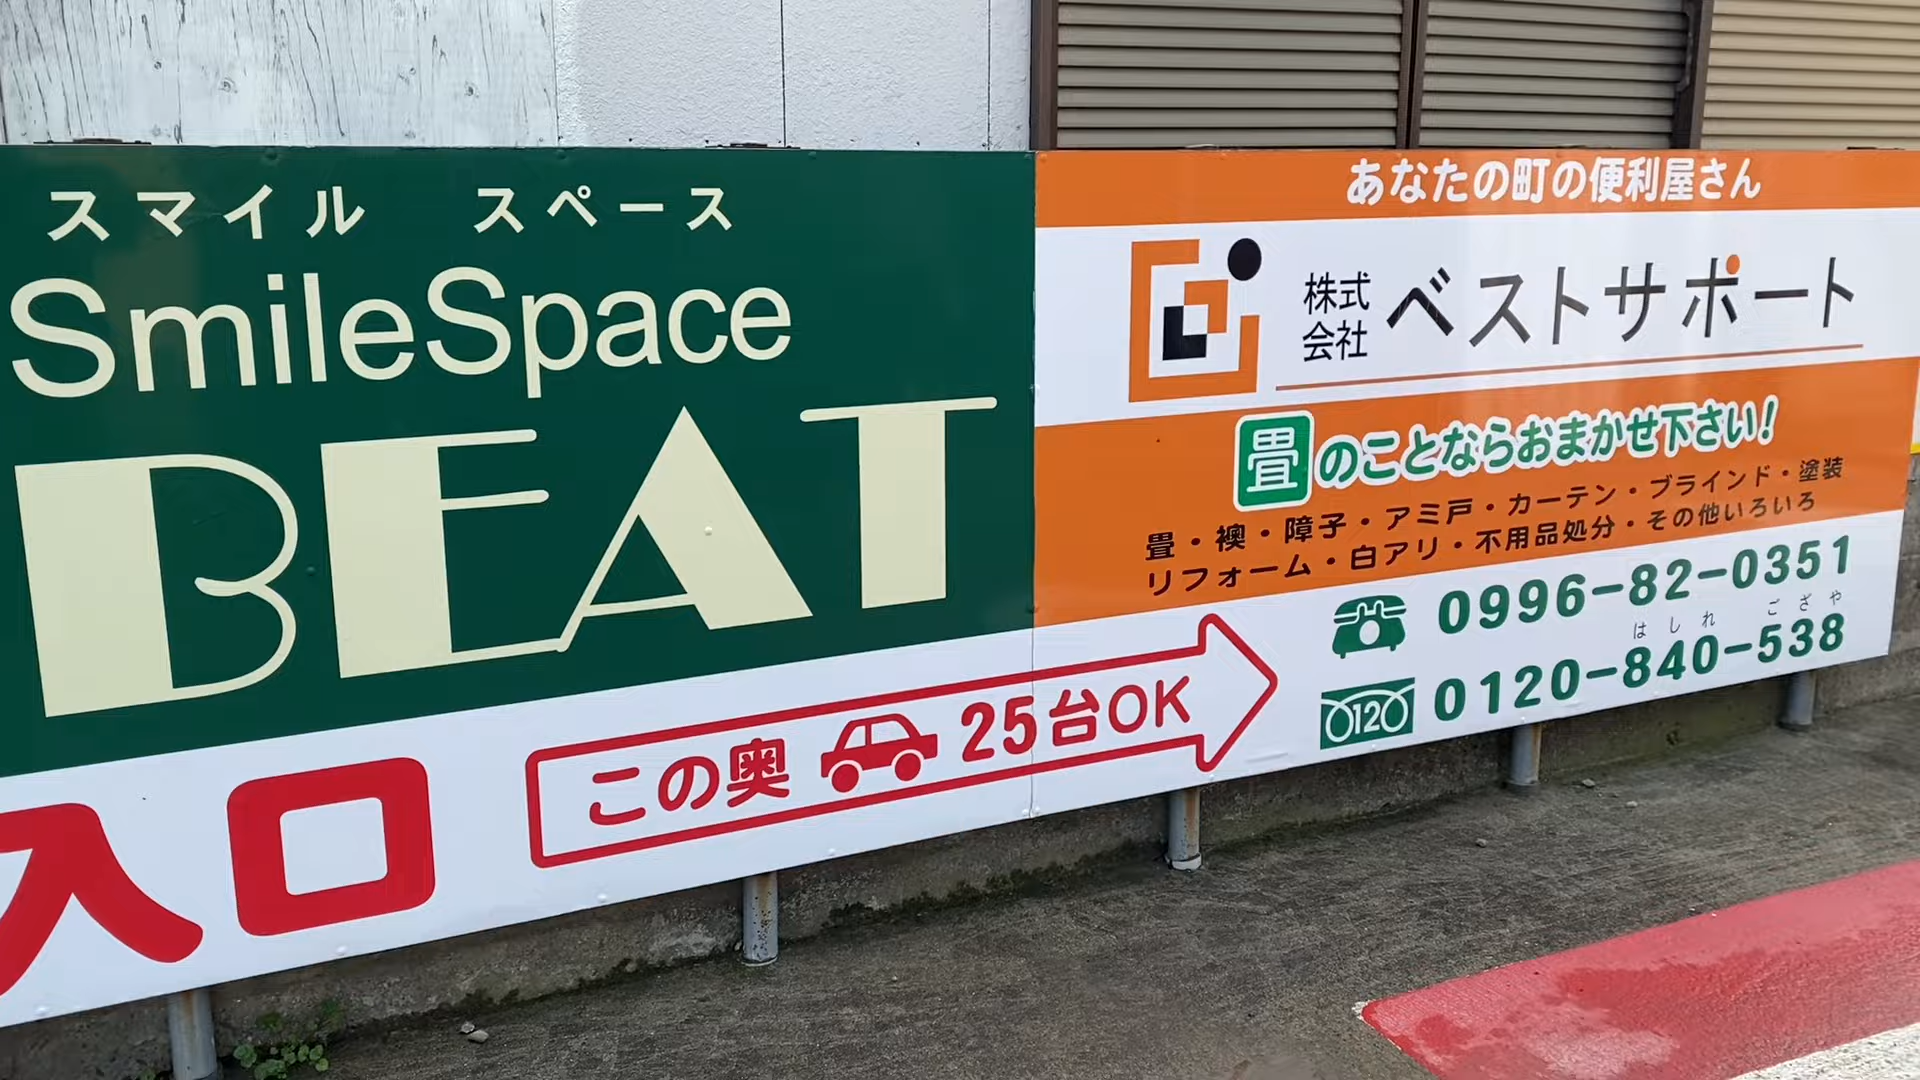 スマイル スペース
SmileSpace
BEAT
入口
この奥 25台OK
あなたの町の便利屋さん
株式会社 ベストサポート
畳のことならおまかせ下さい!
畳・襖・障子・アミ戸・カーテン・ブラインド・塗装
リフォーム・白アリ・不用品処分・その他いろいろ
0996-82-0351
はしれ ござや
0120-840-538